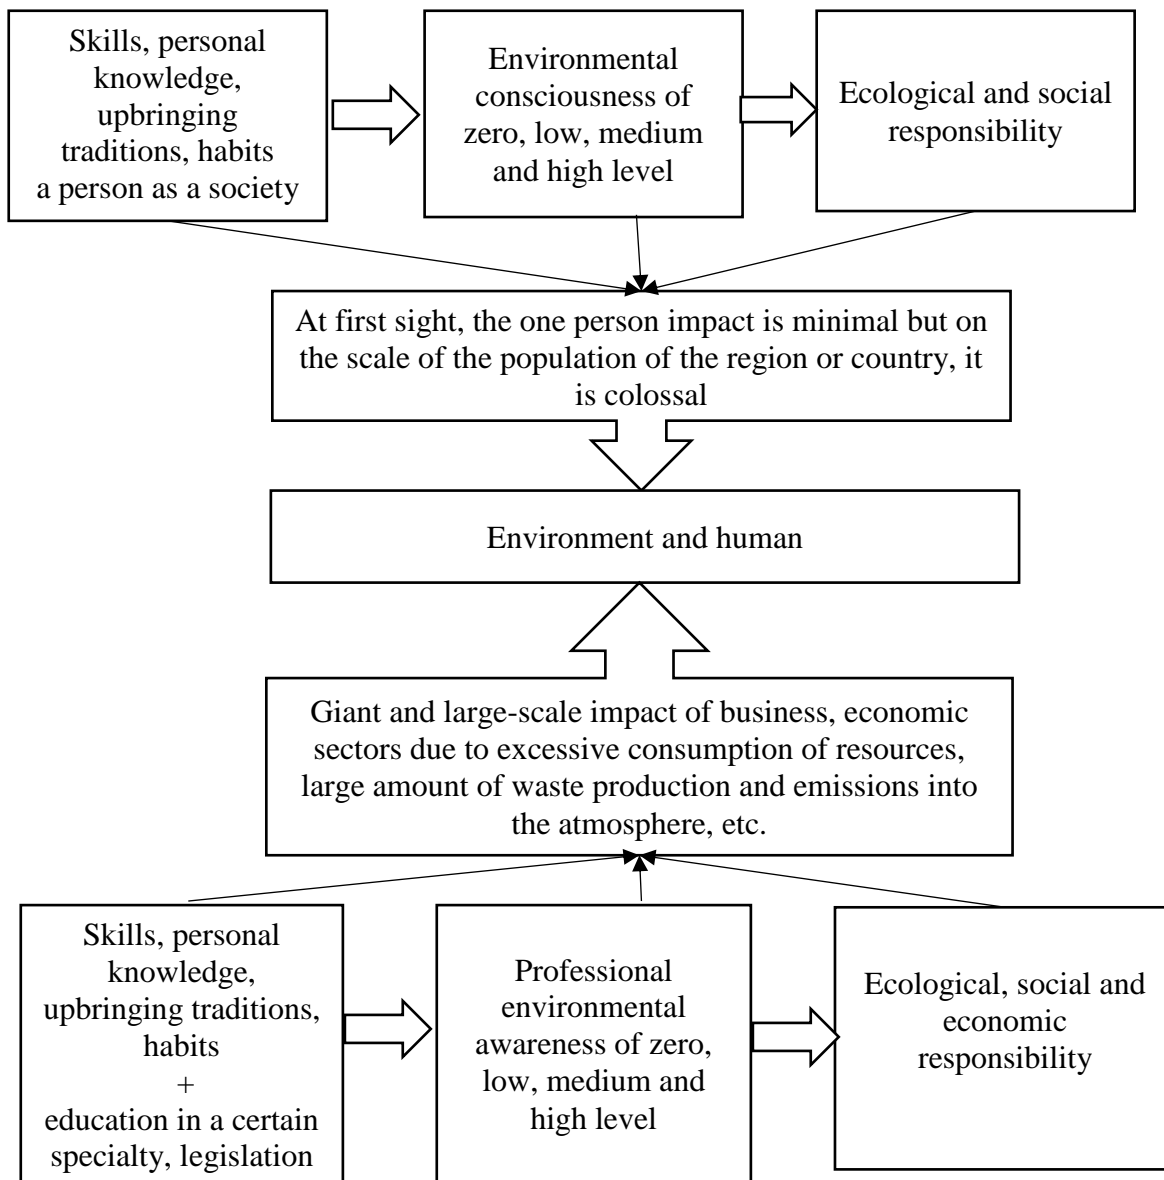 Skills, personal
knowledge,
upbringing
traditions, habits
a person as a society
Environmental
consciousness of
zero, low, medium
and high level
Ecological and social
responsibility
At first sight, the one person impact is minimal but on
the scale of the population of the region or country, it
is colossal
Environment and human
Giant and large-scale impact of business, economic
sectors due to excessive consumption of resources,
large amount of waste production and emissions into
the atmosphere, etc.
Skills, personal
knowledge,
upbringing traditions,
habits
+
education in a certain
specialty, legislation
Professional
environmental
awareness of zero,
low, medium and
high level
Ecological, social and
economic
responsibility